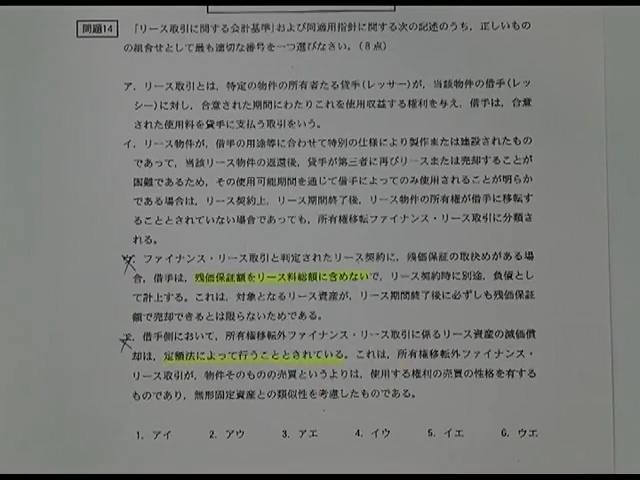 問題14 「リース取引に関する会計基準」および同適用指針に関する次の記述のうち，正しいもの
の組合せとして最も適切な番号を一つ選びなさい。(8点)
ア．リース取引とは，特定の物件の所有者たる貸手(レッサー)が，当該物件の借手(レッ
シー)に対し，合意された期間にわたりこれを使用収益する権利を与え，借手は，合意
された使用料を貸手に支払う取引をいう。
イ．リース物件が，借手の用途等に合わせて特別の仕様により製作または建設されたもの
であって，当該リース物件の返還後，貸手が第三者に再びリースまたは売却することが
困難であるため，その使用可能期間を通じて借手によってのみ使用されることが明らか
である場合は，リース契約上，リース期間終了後，リース物件の所有権が借手に移転す
ることとされていない場合であっても，所有権移転ファイナンス・リース取引に分類さ
れる。
ウ．ファイナンス・リース取引と判定されたリース契約に，残価保証の取決めがある場
合，借手は，残価保証額をリース料総額に含めないで，リース契約時に別途，負債とし
て計上する。これは，対象となるリース資産が，リース期間終了後に必ずしも残価保証
額で売却できるとは限らないためである。
エ．借手側において，所有権移転外ファイナンス・リース取引に係るリース資産の減価償
却は，定額法によって行うこととされている。これは，所有権移転外ファイナンス・
リース取引が，物件そのものの売買というよりは，使用する権利の売買の性格を有する
ものであり，無形固定資産との類似性を考慮したものである。
1．アイ 2．アウ 3．アエ 4．イウ 5．イエ 6．ウエ